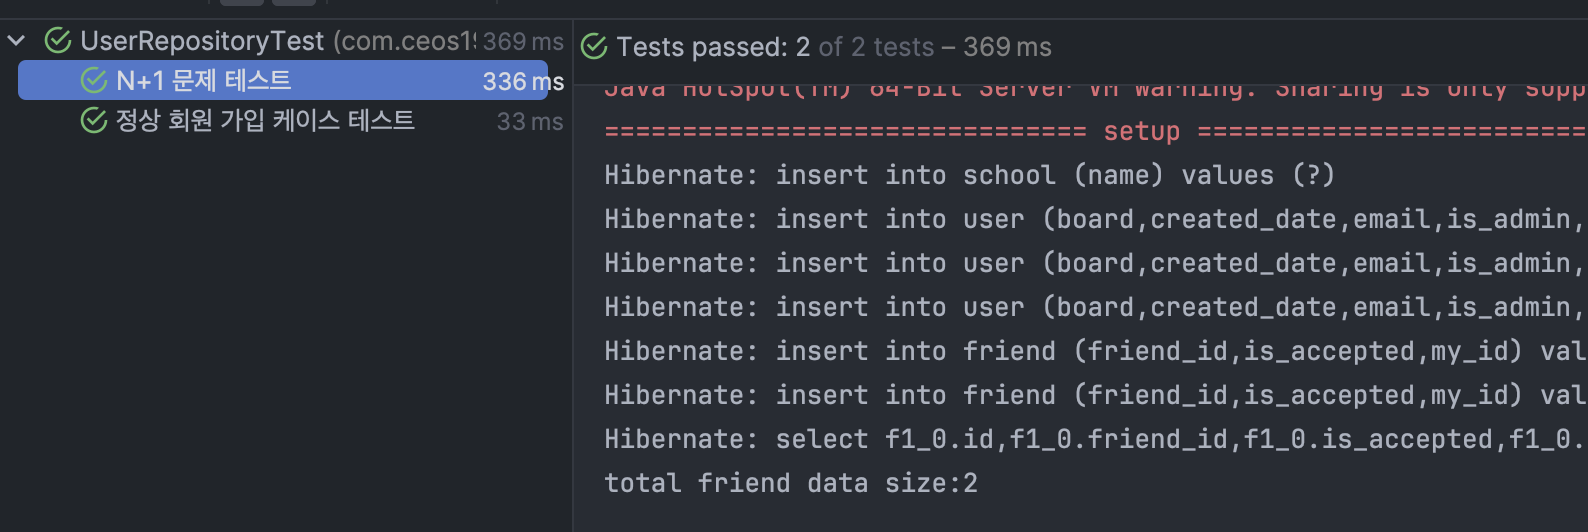 UserRepositoryTest (com.ceos19 369 ms
N+1 문제 테스트 336 ms
정상 회원 가입 케이스 테스트 33 ms
Tests passed: 2 of 2 tests – 369 ms
Java HotSpot(TM) 64-Bit Server VM warning: Sharing is only supp
=============================== setup =========================
Hibernate: insert into school (name) values (?)
Hibernate: insert into user (board,created_date,email,is_admin,
Hibernate: insert into user (board,created_date,email,is_admin,
Hibernate: insert into user (board,created_date,email,is_admin,
Hibernate: insert into friend (friend_id,is_accepted,my_id) val
Hibernate: insert into friend (friend_id,is_accepted,my_id) val
Hibernate: select f1_0.id,f1_0.friend_id,f1_0.is_accepted,f1_0.
total friend data size:2